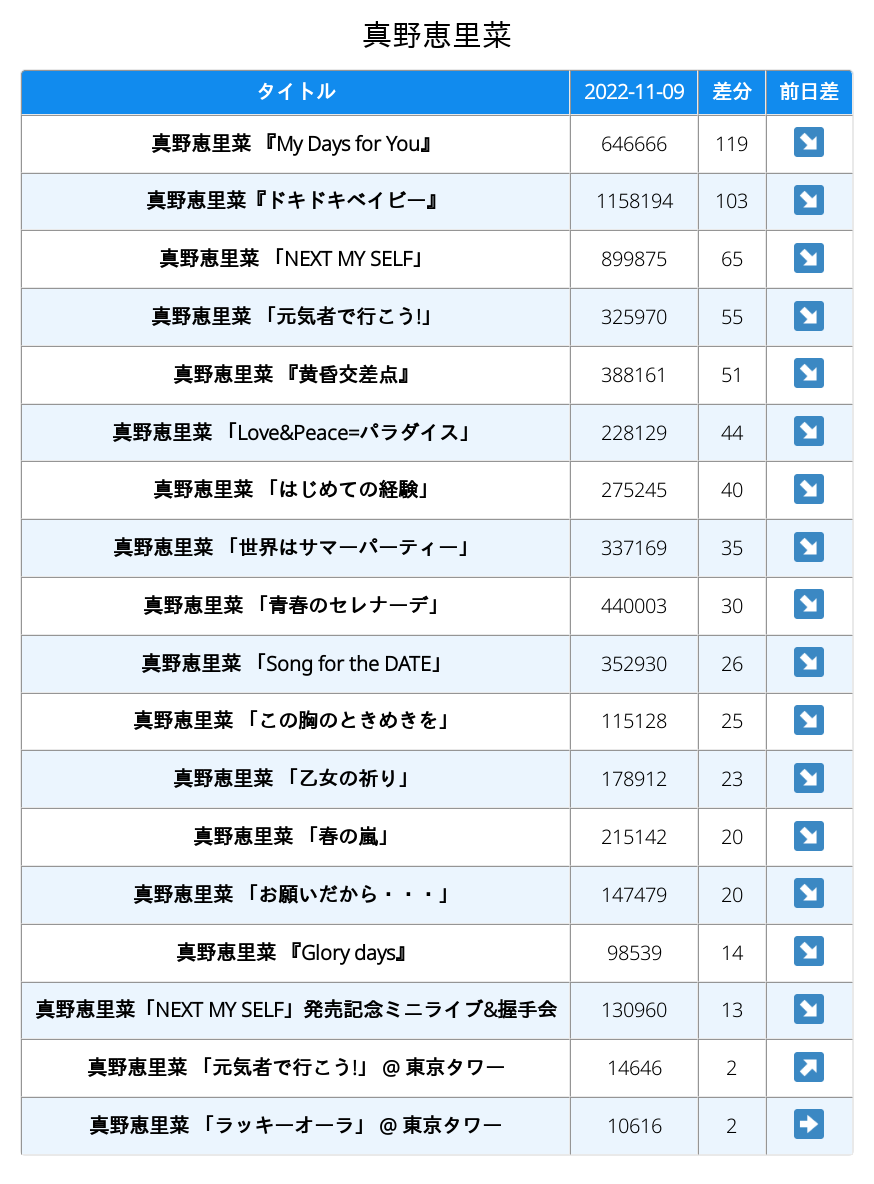 真野恵里菜
タイトル 2022-11-09 差分 前日差
真野恵里菜 『My Days for You』 646666 119 ↘
真野恵里菜『ドキドキベイビー』 1158194 103 ↘
真野恵里菜 「NEXT MY SELF」 899875 65 ↘
真野恵里菜 「元気者で行こう!」 325970 55 ↘
真野恵里菜 『黄昏交差点』 388161 51 ↘
真野恵里菜 「Love&Peace=パラダイス」 228129 44 ↘
真野恵里菜 「はじめての経験」 275245 40 ↘
真野恵里菜 「世界はサマーパーティー」 337169 35 ↘
真野恵里菜 「青春のセレナーデ」 440003 30 ↘
真野恵里菜 「Song for the DATE」 352930 26 ↘
真野恵里菜 「この胸のときめきを」 115128 25 ↘
真野恵里菜 「乙女の祈り」 178912 23 ↘
真野恵里菜 「春の嵐」 215142 20 ↘
真野恵里菜 「お願いだから・・・」 147479 20 ↘
真野恵里菜 『Glory days』 98539 14 ↘
真野恵里菜「NEXT MY SELF」発売記念ミニライブ&握手会 130960 13 ↘
真野恵里菜 「元気者で行こう!」 @ 東京タワー 14646 2 ↗
真野恵里菜 「ラッキーオーラ」 @ 東京タワー 10616 2 ➡